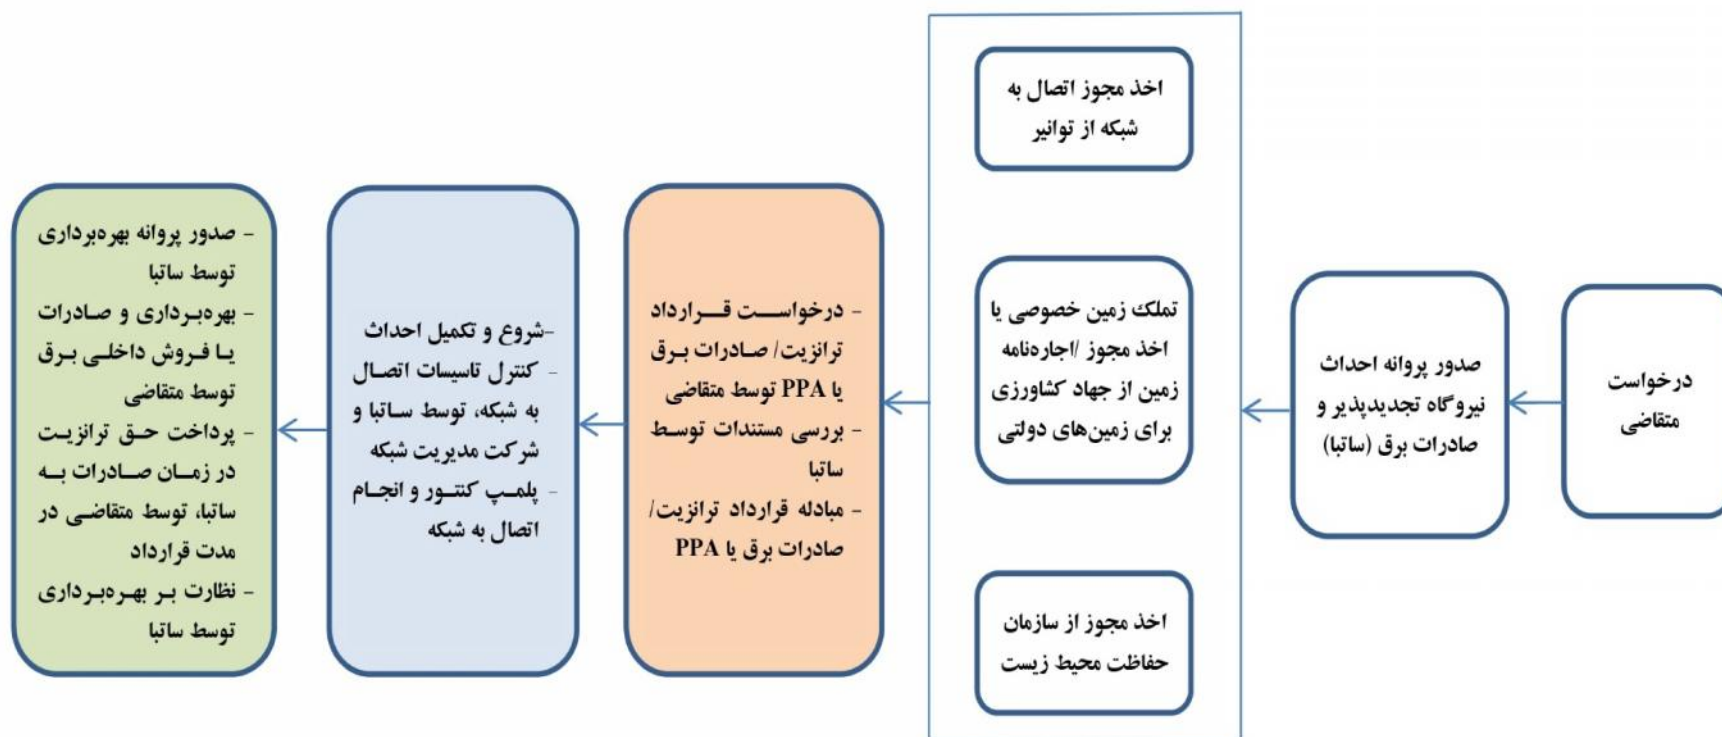 درخواست
متقاضی
صدور پروانه احداث
نیروگاه تجدیدپذیر و
صادرات برق (ساتبا)
اخذ مجوز اتصال به
شبکه از توانیر
تملک زمین خصوصی یا
اخذ مجوز /اجاره‌نامه
زمین از جهاد کشاورزی
برای زمین‌های دولتی
اخذ مجوز از سازمان
حفاظت محیط زیست
- درخواست قرارداد
ترانزیت/ صادرات برق
یا PPA توسط متقاضی
- بررسی مستندات توسط
ساتبا
- مبادله قرارداد ترانزیت/
صادرات برق یا PPA
-شروع و تکمیل احداث
- کنترل تاسیسات اتصال
به شبکه، توسط ساتبا و
شرکت مدیریت شبکه
- پلمپ کنتور و انجام
اتصال به شبکه
- صدور پروانه بهره‌برداری
توسط ساتبا
- بهره‌برداری و صادرات
یا فروش داخلی برق
توسط متقاضی
- پرداخت حق ترانزیت
در زمان صادرات به
ساتبا، توسط متقاضی در
مدت قرارداد
- نظارت بر بهره‌برداری
توسط ساتبا